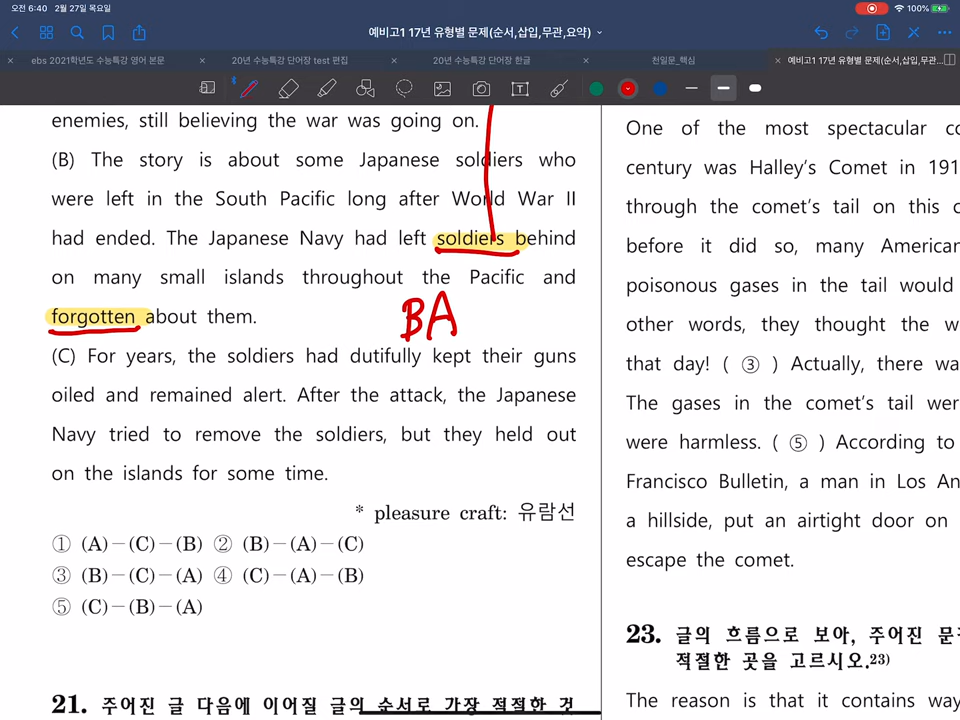 오전 6:40 2월 27일 목요일
100%
예비고1 17년 유형별 문제(순서,삽입,무관,요약)
ebs 2021학년도 수능특강 영어 본문
20년 수능특강 단어장 test 편집
20년 수능특강 단어장 한글
천일문_핵심
예비고1 17년 유형별 문제(순서,삽입,무관,요...
enemies, still believing the war was going on.
(B) The story is about some Japanese soldiers who
were left in the South Pacific long after World War II
had ended. The Japanese Navy had left soldiers behind
on many small islands throughout the Pacific and
forgotten about them.
BA
(C) For years, the soldiers had dutifully kept their guns
oiled and remained alert. After the attack, the Japanese
Navy tried to remove the soldiers, but they held out
on the islands for some time.
* pleasure craft: 유람선
① (A)-(C)-(B) ② (B)-(A)-(C)
③ (B)-(C)-(A) ④ (C)-(A)-(B)
⑤ (C)-(B)-(A)
21. 주어진 글 다음에 이어질 글의 순서로 가장 적절한 것
One of the most spectacular
century was Halley's Comet in 191
through the comet's tail on this
before it did so, many American
poisonous gases in the tail would
other words, they thought the
that day! ( ③ ) Actually, there
The gases in the comet's tail
were harmless. ( ⑤ ) According to
Francisco Bulletin, a man in Los
a hillside, put an airtight door on
escape the comet.
23. 글의 흐름으로 보아, 주어진
적절한 곳을 고르시오.23)
The reason is that it contains